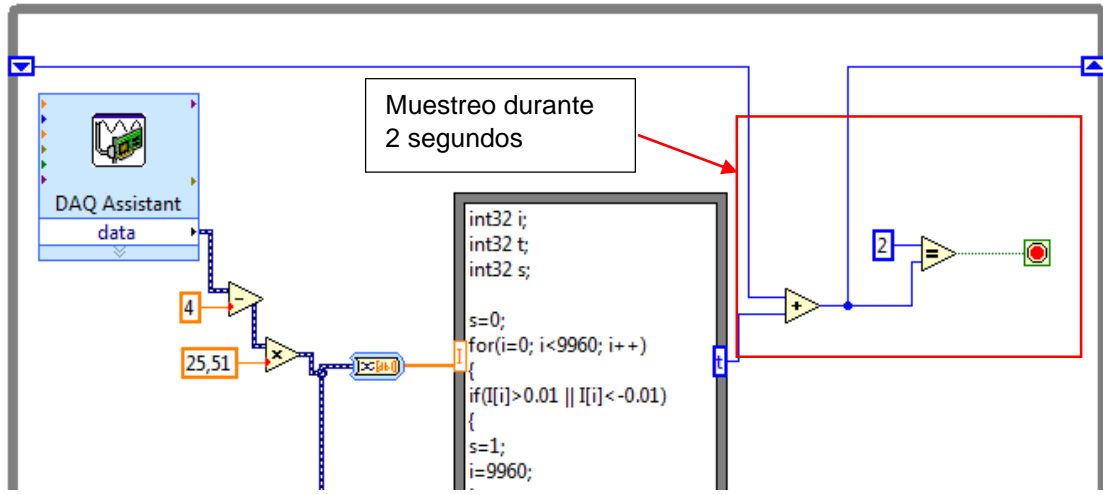 Muestreo durante
2 segundos
DAQ Assistant
data
4
25,51
I
int32 i;
int32 t;
int32 s;
s=0;
for(i=0; i<9960; i++)
{
if(I[i]>0.01 || I[i]<-0.01)
{
s=1;
i=9960;
t
+
2
=
-
x